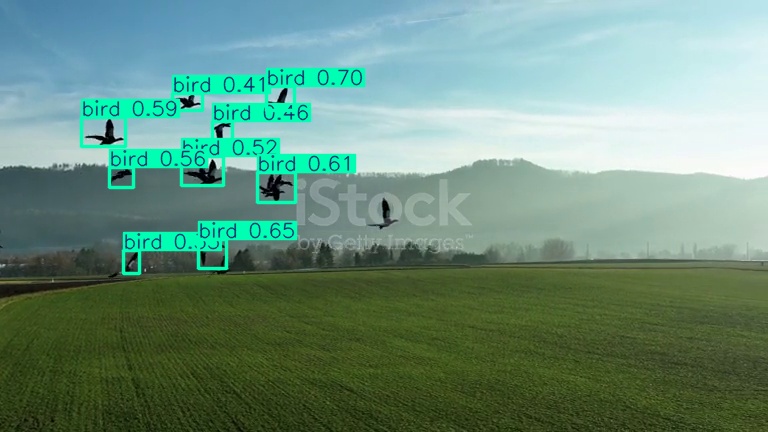 bird 0.41
bird 0.70
bird 0.59
bird 0.46
bird 0.52
bird 0.56
bird 0.61
iStock
by Getty Images™
bird 0.65
bird